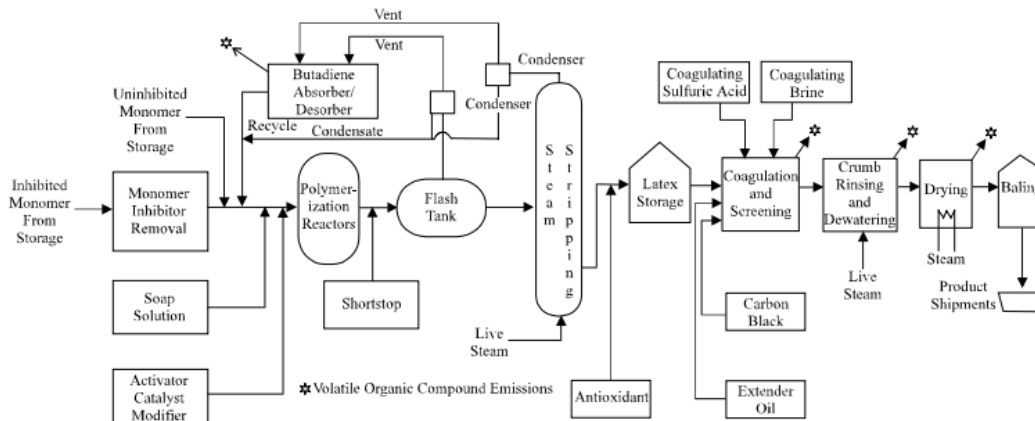 Vent
Vent
Condenser
Butadiene
Absorber/
Desorber
Condenser
Recycle
Condensate
Uninhibited
Monomer
From
Storage
Inhibited
Monomer
From
Storage
Monomer
Inhibitor
Removal
Polymer-
ization
Reactors
Flash
Tank
Steam
Stripping
Soap
Solution
Shortstop
Live
Steam
Activator
Catalyst
Modifier
Volatile Organic Compound Emissions
Antioxidant
Latex
Storage
Coagulating
Sulfuric Acid
Coagulating
Brine
Coagulation
and
Screening
Crumb
Rinsing
and
Dewatering
Drying
Baling
Steam
Live
Steam
Product
Shipments
Carbon
Black
Extender
Oil